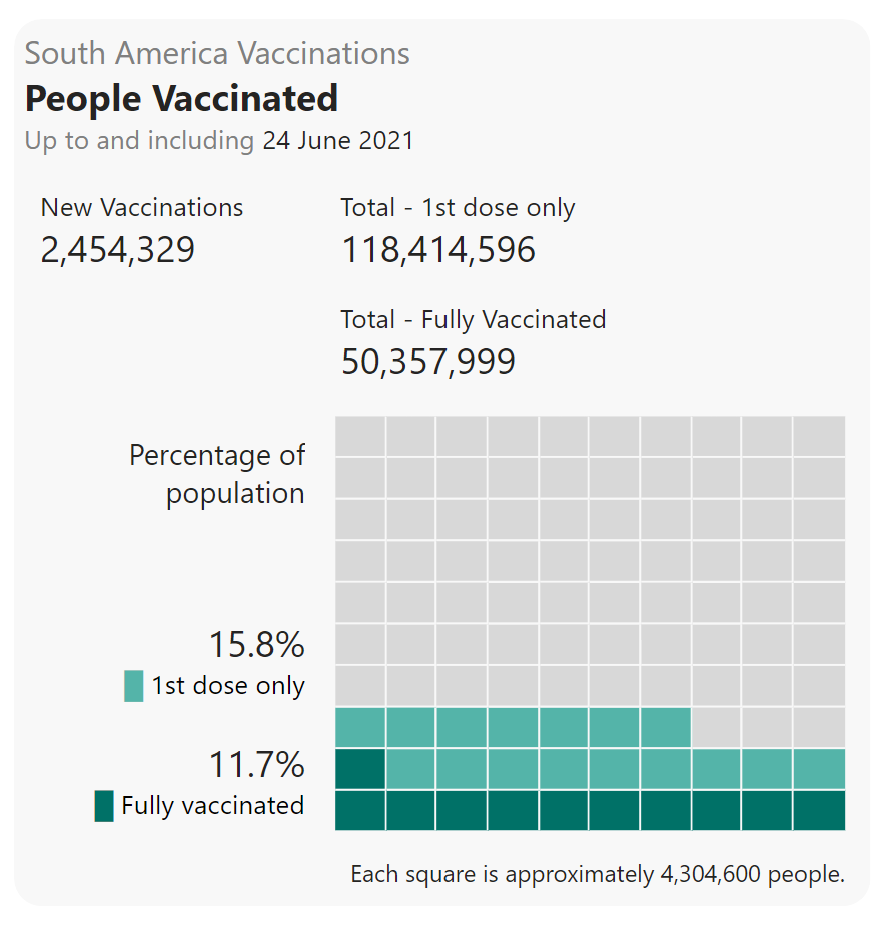 South America Vaccinations
People Vaccinated
Up to and including 24 June 2021
New Vaccinations
2,454,329
Total - 1st dose only
118,414,596
Total - Fully Vaccinated
50,357,999
Percentage of
population
15.8%
1st dose only
11.7%
Fully vaccinated
Each square is approximately 4,304,600 people.